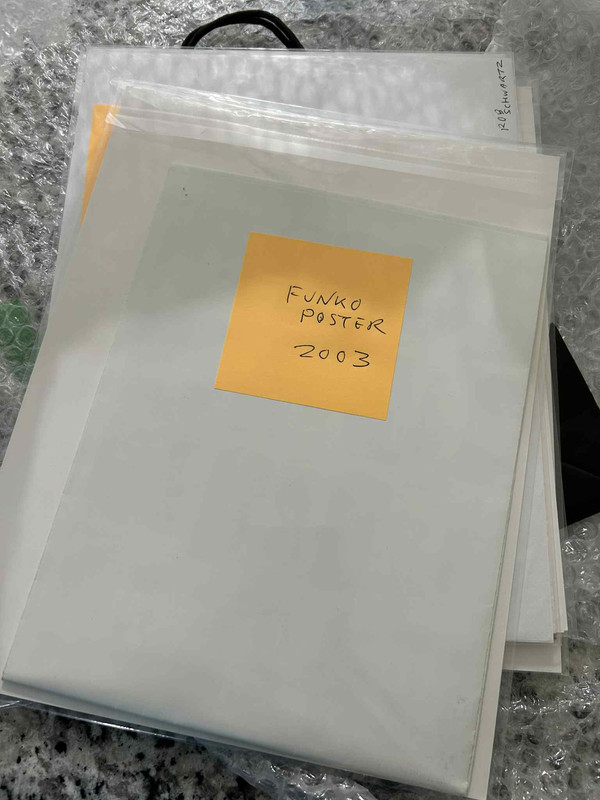 ROB SCHWARTZ
FUNKO
POSTER
2003